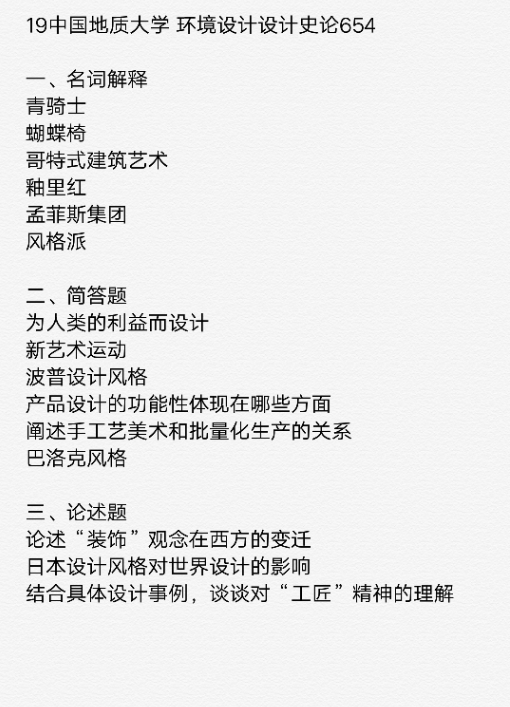 19中国地质大学 环境设计设计史论654
一、名词解释
青骑士
蝴蝶椅
哥特式建筑艺术
釉里红
孟菲斯集团
风格派
二、简答题
为人类的利益而设计
新艺术运动
波普设计风格
产品设计的功能性体现在哪些方面
阐述手工艺美术和批量化生产的关系
巴洛克风格
三、论述题
论述“装饰”观念在西方的变迁
日本设计风格对世界设计的影响
结合具体设计事例，谈谈对“工匠”精神的理解